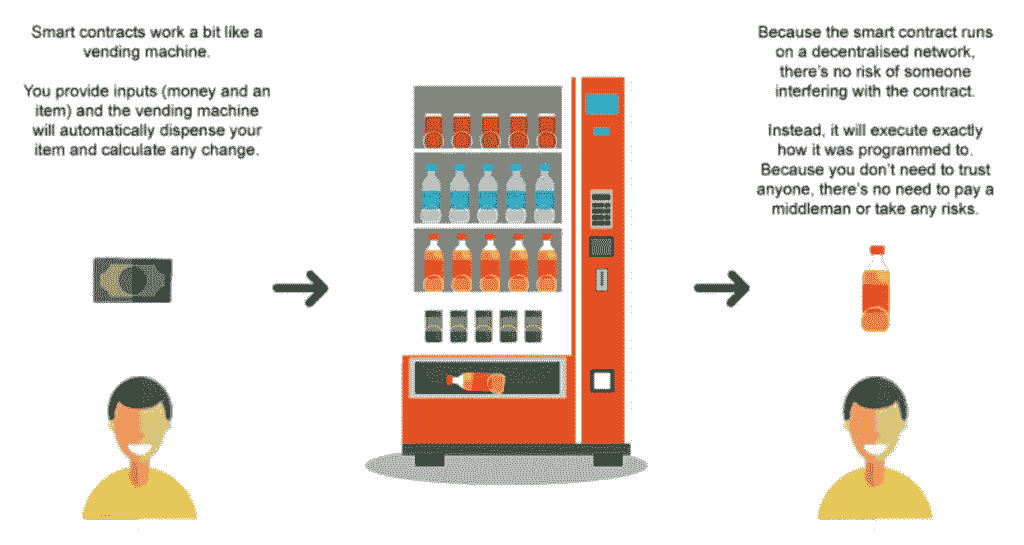 Smart contracts work a bit like a
vending machine.
You provide inputs (money and an
item) and the vending machine
will automatically dispense your
item and calculate any change.
Because the smart contract runs
on a decentralised network,
there's no risk of someone
interfering with the contract.
Instead, it will execute exactly
how it was programmed to.
Because you don't need to trust
anyone, there's no need to pay a
middleman or take any risks.